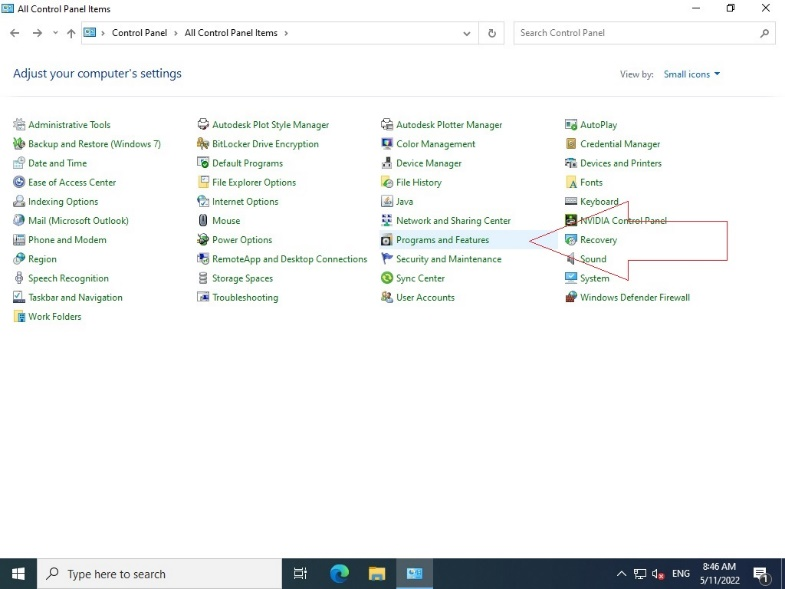 All Control Panel Items
Control Panel > All Control Panel Items >
Search Control Panel
Adjust your computer's settings
View by: Small icons
Administrative Tools
Autodesk Plot Style Manager
Autodesk Plotter Manager
AutoPlay
Backup and Restore (Windows 7)
BitLocker Drive Encryption
Color Management
Credential Manager
Date and Time
Default Programs
Device Manager
Devices and Printers
Ease of Access Center
File Explorer Options
File History
Fonts
Indexing Options
Internet Options
Java
Keyboard
Mail (Microsoft Outlook)
Mouse
Network and Sharing Center
NVIDIA Control Panel
Phone and Modem
Power Options
Programs and Features
Recovery
Region
RemoteApp and Desktop Connections
Security and Maintenance
Sound
Speech Recognition
Storage Spaces
Sync Center
System
Taskbar and Navigation
Troubleshooting
User Accounts
Windows Defender Firewall
Work Folders
Type here to search
ENG
8:46 AM
5/11/2022
1